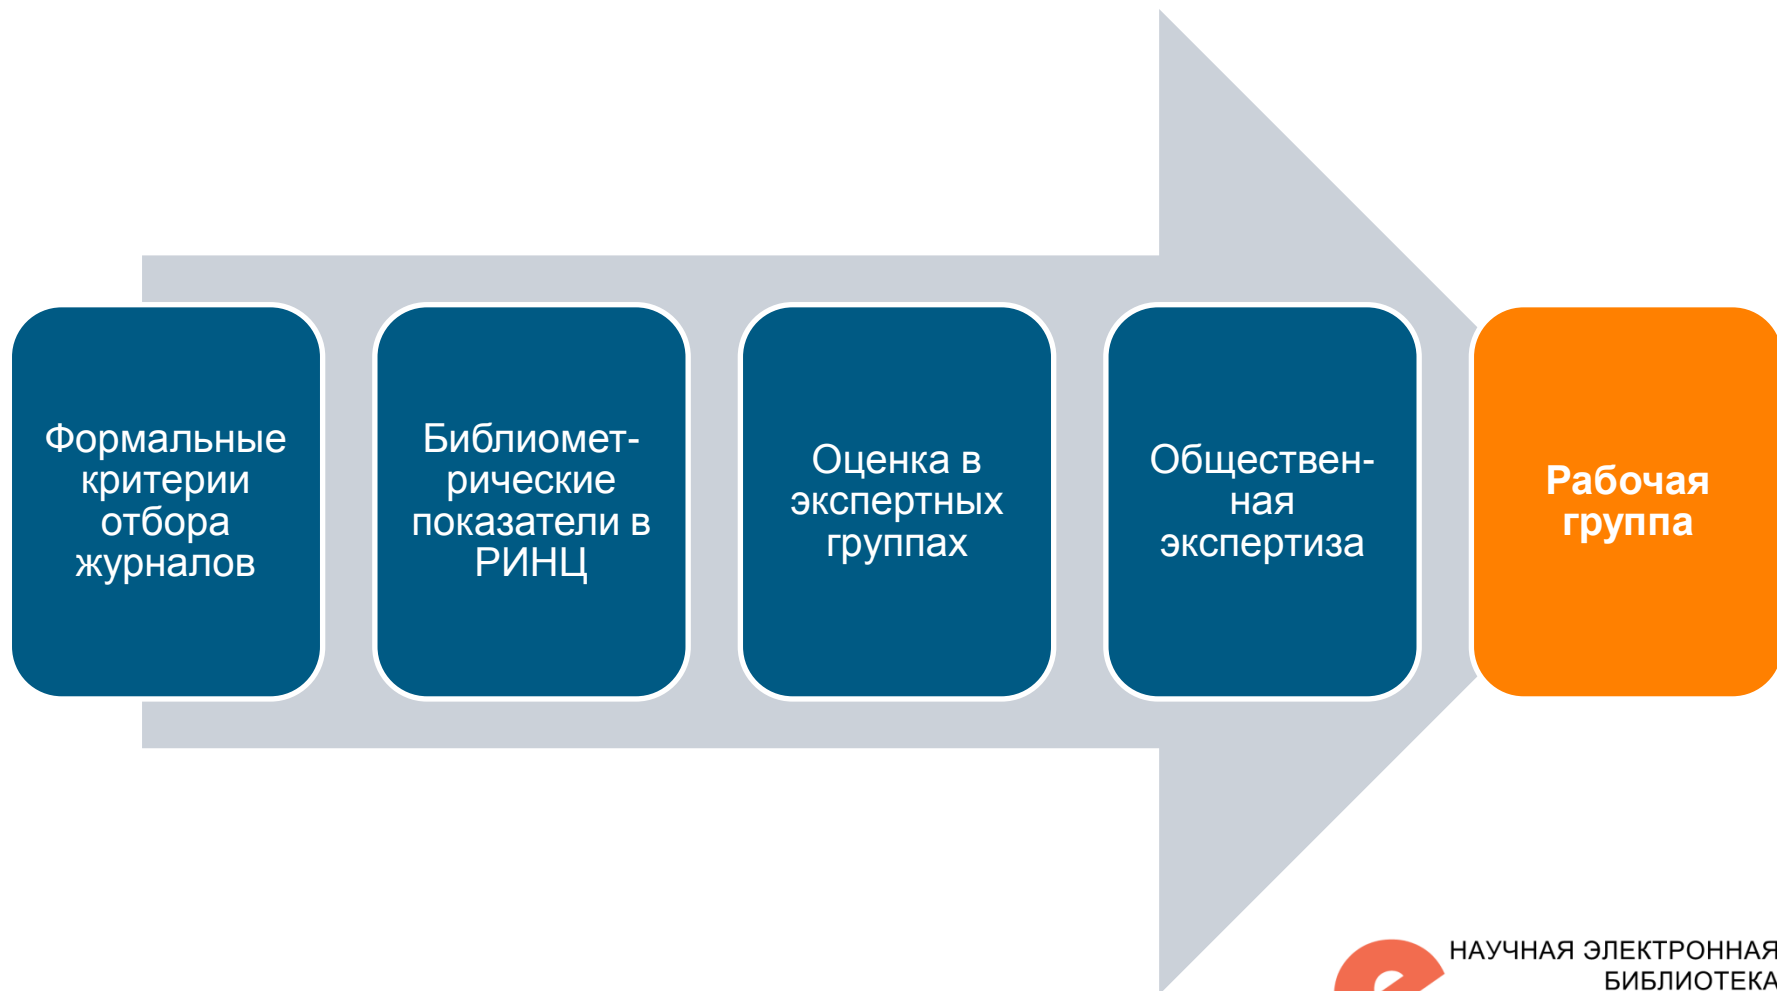 Формальные
критерии
отбора
журналов
Библиомет-
рические
показатели в
РИНЦ
Оценка в
экспертных
группах
Обществен-
ная
экспертиза
Рабочая
группа
НАУЧНАЯ ЭЛЕКТРОННАЯ
БИБЛИОТЕКА